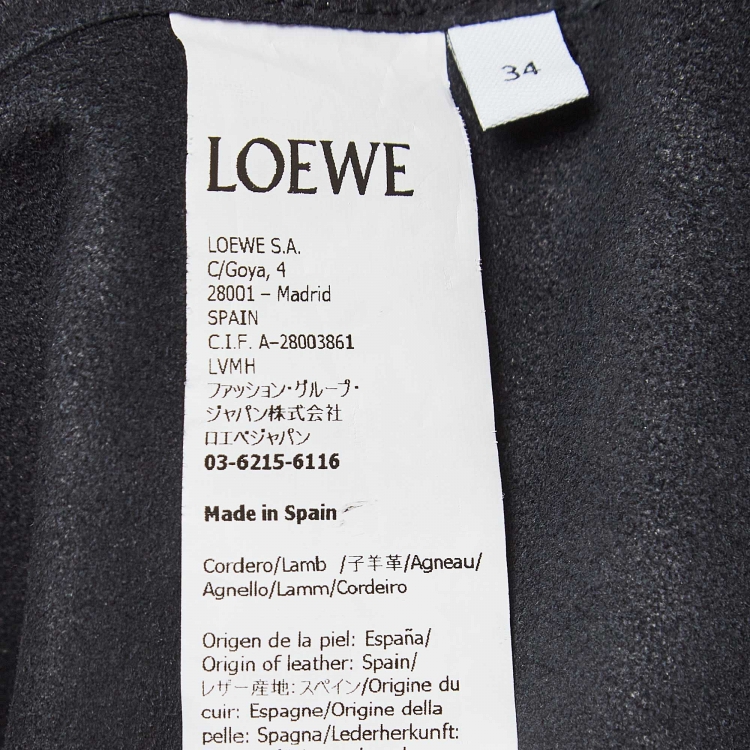 34
LOEWE
LOEWE S.A.
C/Goya, 4
28001 – Madrid
SPAIN
C.I.F. A-28003861
LVMH
ファッション・グループ・
ジャパン株式会社
ロエベジャパン
03-6215-6116
Made in Spain
Cordero/Lamb /子羊革/Agneau/
Agnello/Lamm/Cordeiro
Origen de la piel: España/
Origin of leather: Spain/
レザー産地:スペイン/Origine du
cuir: Espagne/Origine della
pelle: Spagna/Lederherkunft: